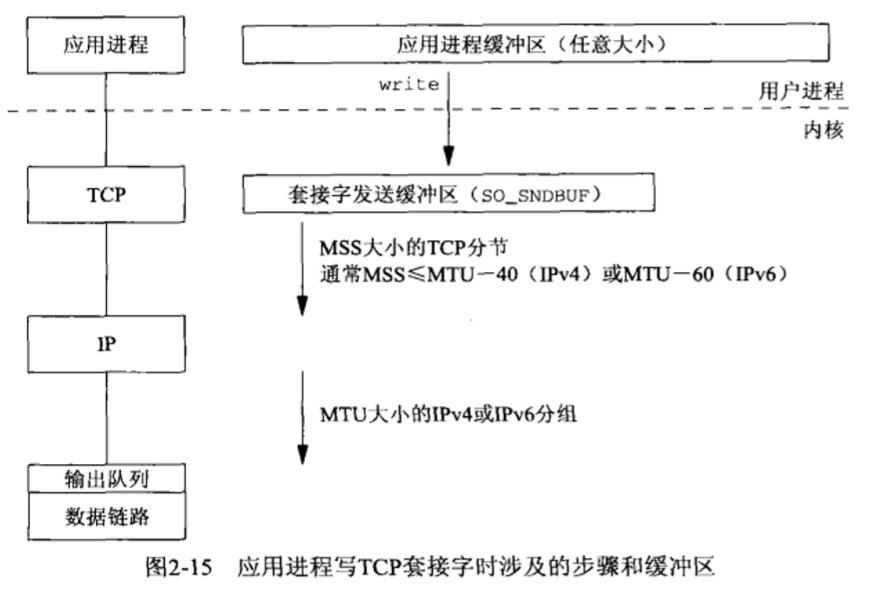 应用进程
应用进程缓冲区（任意大小）
write
用户进程
内核
TCP
套接字发送缓冲区（SO_SNDBUF）
MSS大小的TCP分节
通常MSS≤MTU－40（IPv4）或MTU－60（IPv6）
IP
MTU大小的IPv4或IPv6分组
输出队列
数据链路
图2-15 应用进程写TCP套接字时涉及的步骤和缓冲区